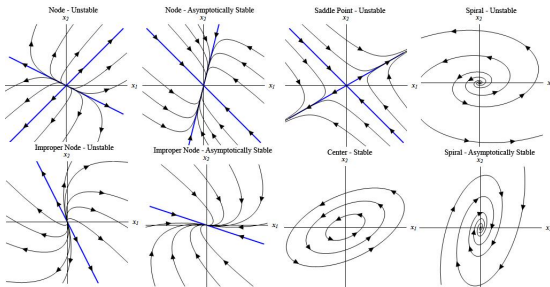 Node - Unstable
x2
x1
Node - Asymptotically Stable
x2
x1
Saddle Point - Unstable
x2
x1
Spiral - Unstable
x2
x
Improper Node - Unstable
x2
x1
Improper Node - Asymptotically Stable
x2
x1
Center - Stable
x2
x1
Spiral - Asymptotically Stable
x2
x